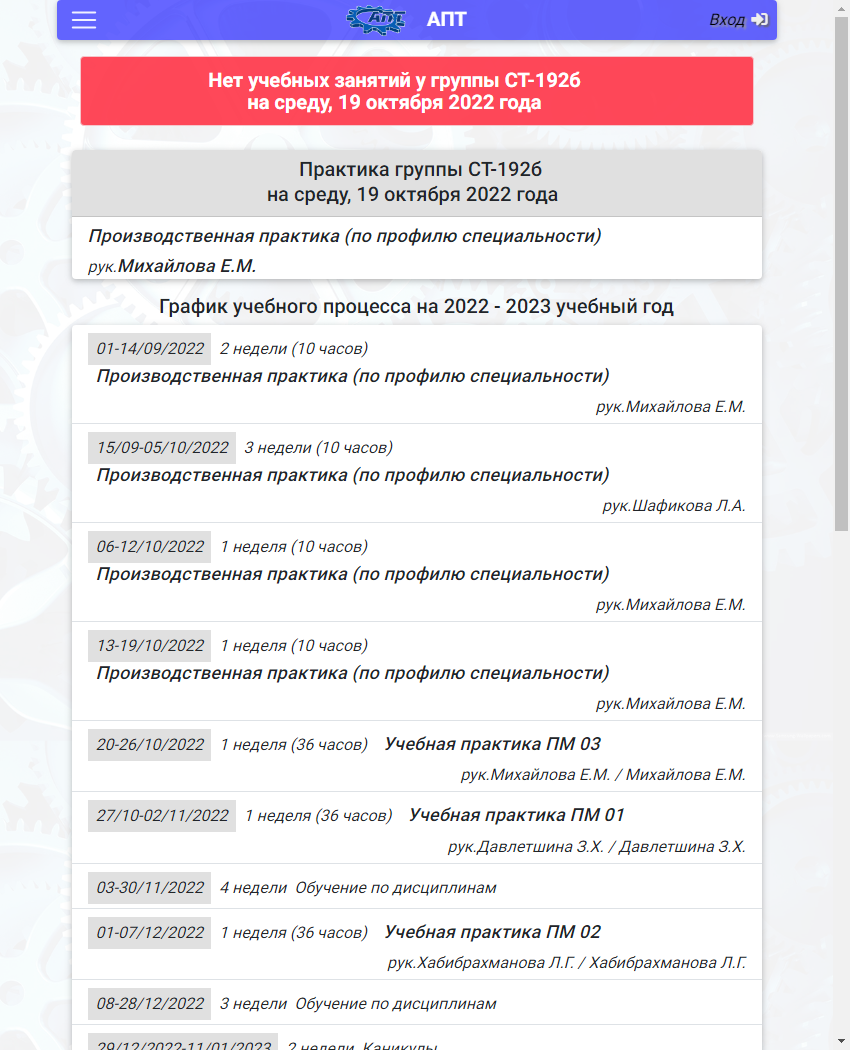 АПТ АПТ Вход
Нет учебных занятий у группы СТ-192б
на среду, 19 октября 2022 года
Практика группы СТ-192б
на среду, 19 октября 2022 года
Производственная практика (по профилю специальности)
рук.Михайлова Е.М.
График учебного процесса на 2022 - 2023 учебный год
01-14/09/2022 2 недели (10 часов)
Производственная практика (по профилю специальности)
рук.Михайлова Е.М.
15/09-05/10/2022 3 недели (10 часов)
Производственная практика (по профилю специальности)
рук.Шафикова Л.А.
06-12/10/2022 1 неделя (10 часов)
Производственная практика (по профилю специальности)
рук.Михайлова Е.М.
13-19/10/2022 1 неделя (10 часов)
Производственная практика (по профилю специальности)
рук.Михайлова Е.М.
20-26/10/2022 1 неделя (36 часов) Учебная практика ПМ 03
рук.Михайлова Е.М. / Михайлова Е.М.
27/10-02/11/2022 1 неделя (36 часов) Учебная практика ПМ 01
рук.Давлетшина З.Х. / Давлетшина З.Х.
03-30/11/2022 4 недели Обучение по дисциплинам
01-07/12/2022 1 неделя (36 часов) Учебная практика ПМ 02
рук.Хабибрахманова Л.Г. / Хабибрахманова Л.Г.
08-28/12/2022 3 недели Обучение по дисциплинам
29/12/2022-11/01/2023 2 недели Каникулы